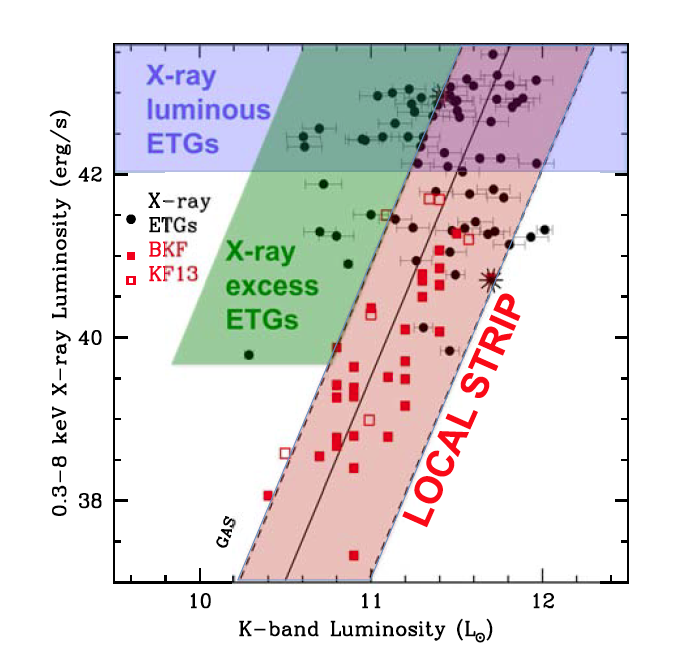 X-ray
luminous
ETGs
42
X-ray
ETGs
BKF
KF13
X-ray
excess
ETGs
40
LOCAL STRIP
38
GAS
10
11
12
K-band Luminosity (L⊙)
0.3-8 keV X-ray Luminosity (erg/s)